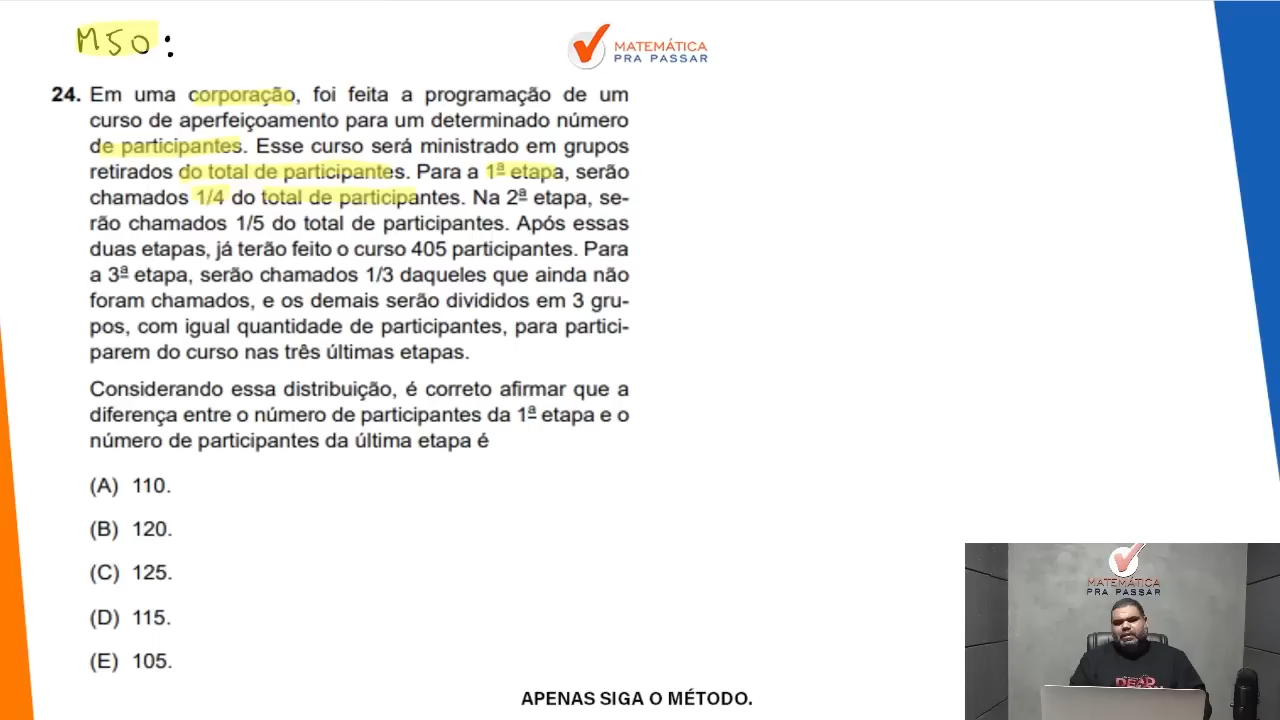 M50:
MATEMÁTICA
PRA PASSAR
24. Em uma corporação, foi feita a programação de um
curso de aperfeiçoamento para um determinado número
de participantes. Esse curso será ministrado em grupos
retirados do total de participantes. Para a 1ª etapa, serão
chamados 1/4 do total de participantes. Na 2ª etapa, se-
rão chamados 1/5 do total de participantes. Após essas
duas etapas, já terão feito o curso 405 participantes. Para
a 3ª etapa, serão chamados 1/3 daqueles que ainda não
foram chamados, e os demais serão divididos em 3 gru-
pos, com igual quantidade de participantes, para partici-
parem do curso nas três últimas etapas.
Considerando essa distribuição, é correto afirmar que a
diferença entre o número de participantes da 1ª etapa e o
número de participantes da última etapa é
(A) 110.
(B) 120.
(C) 125.
(D) 115.
(E) 105.
MATEMÁTICA
PRA PASSAR
DEAD
APENAS SIGA O MÉTODO.